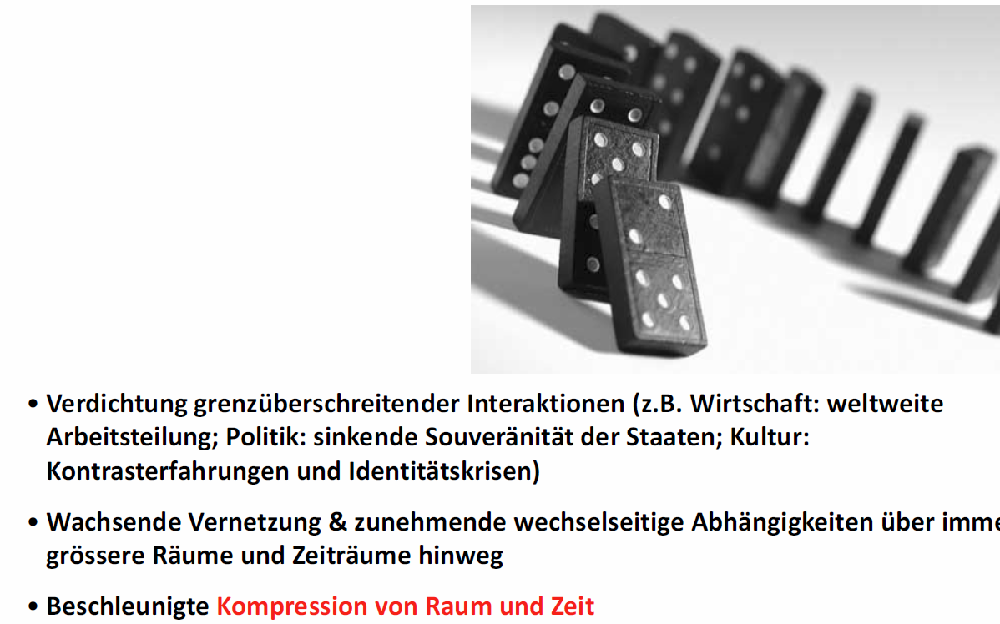 • Verdichtung grenzüberschreitender Interaktionen (z.B. Wirtschaft: weltweite
Arbeitsteilung; Politik: sinkende Souveränität der Staaten; Kultur:
Kontrasterfahrungen und Identitätskrisen)
• Wachsende Vernetzung & zunehmende wechselseitige Abhängigkeiten über imme
grössere Räume und Zeiträume hinweg
• Beschleunigte Kompression von Raum und Zeit